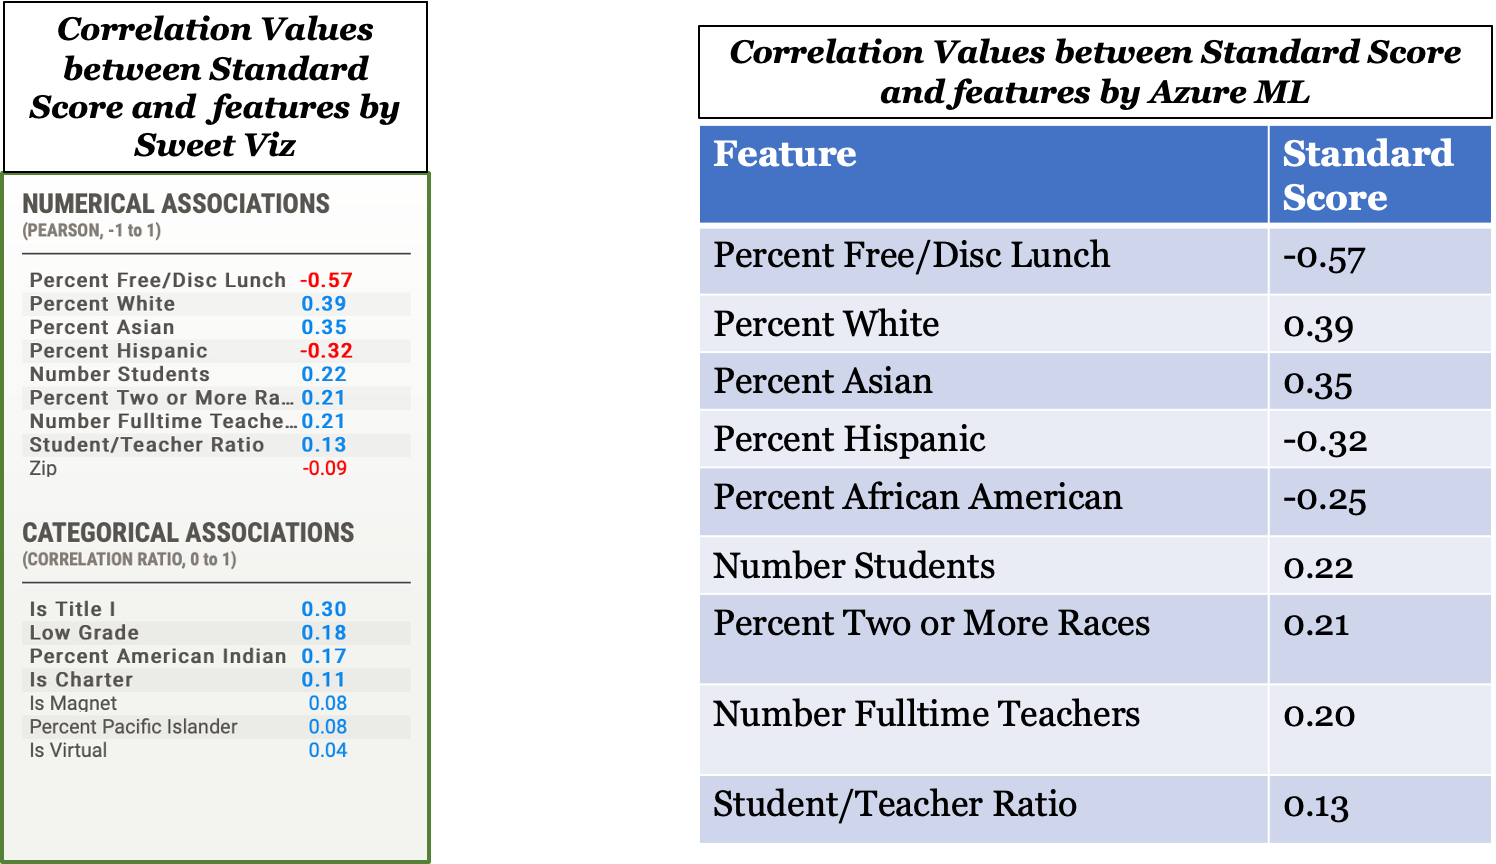 Correlation Values
between Standard
Score and features by
Sweet Viz
NUMERICAL ASSOCIATIONS
(PEARSON, -1 to 1)
Percent Free/Disc Lunch -0.57
Percent White 0.39
Percent Asian 0.35
Percent Hispanic -0.32
Number Students 0.22
Percent Two or More Ra... 0.21
Number Fulltime Teache... 0.21
Student/Teacher Ratio 0.13
Zip -0.09
CATEGORICAL ASSOCIATIONS
(CORRELATION RATIO, 0 to 1)
Is Title I 0.30
Low Grade 0.18
Percent American Indian 0.17
Is Charter 0.11
Is Magnet 0.08
Percent Pacific Islander 0.08
Is Virtual 0.04
Correlation Values between Standard Score
and features by Azure ML
Feature Standard
Score
Percent Free/Disc Lunch -0.57
Percent White 0.39
Percent Asian 0.35
Percent Hispanic -0.32
Percent African American -0.25
Number Students 0.22
Percent Two or More Races 0.21
Number Fulltime Teachers 0.20
Student/Teacher Ratio 0.13